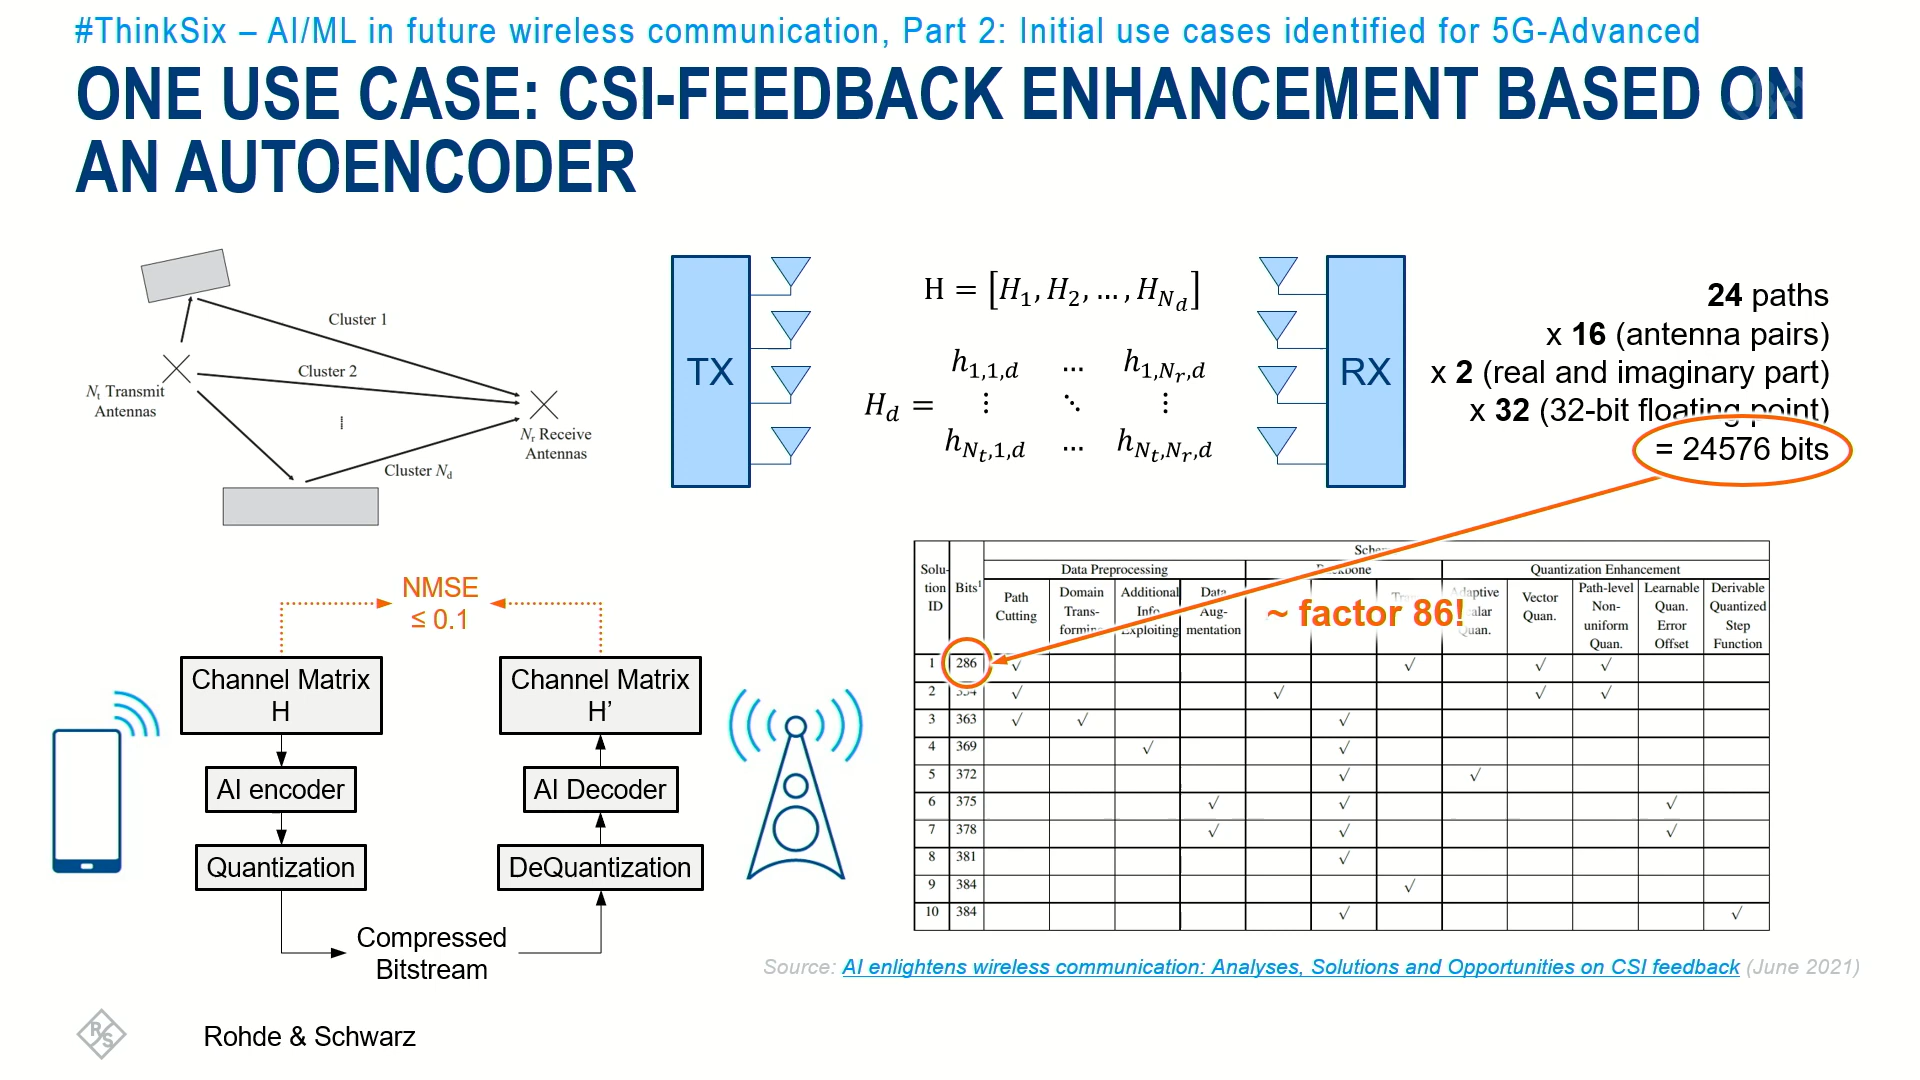 #ThinkSix – AI/ML in future wireless communication, Part 2: Initial use cases identified for 5G-Advanced
ONE USE CASE: CSI-FEEDBACK ENHANCEMENT BASED ON
AN AUTOENCODER
Cluster 1
Cluster 2
⁞
Cluster N_d
N_t Transmit
Antennas
N_r Receive
Antennas
TX
H = [H_1, H_2, ..., H_{N_d}]
H_d =
h_{1,1,d} ... h_{1,N_r,d}
⋮ ⋱ ⋮
h_{N_t,1,d} ... h_{N_t,N_r,d}
RX
24 paths
x 16 (antenna pairs)
x 2 (real and imaginary part)
x 32 (32-bit floating point)
= 24576 bits
NMSE
≤ 0.1
Channel Matrix
H
AI encoder
Quantization
Compressed
Bitstream
Channel Matrix
H’
AI Decoder
DeQuantization
~ factor 86!
Solu-
tion
ID
Bits¹
Data Preprocessing
Quantization Enhancement
Path
Cutting
Domain
Trans-
Additional
Info
Exploiting
Data
Aug-
mentation
Quan.
Vector
Quan.
Path-level
Non-
uniform
Quan.
Learnable
Quan.
Error
Offset
Derivable
Quantized
Step
Function
1 286 √ √ √ √
2 √ √ √ √
3 363 √ √ √
4 369 √ √
5 372 √ √
6 375 √ √ √
7 378 √ √ √
8 381 √
9 384 √
10 384 √ √
Source: AI enlightens wireless communication: Analyses, Solutions and Opportunities on CSI feedback (June 2021)
R S
Rohde & Schwarz